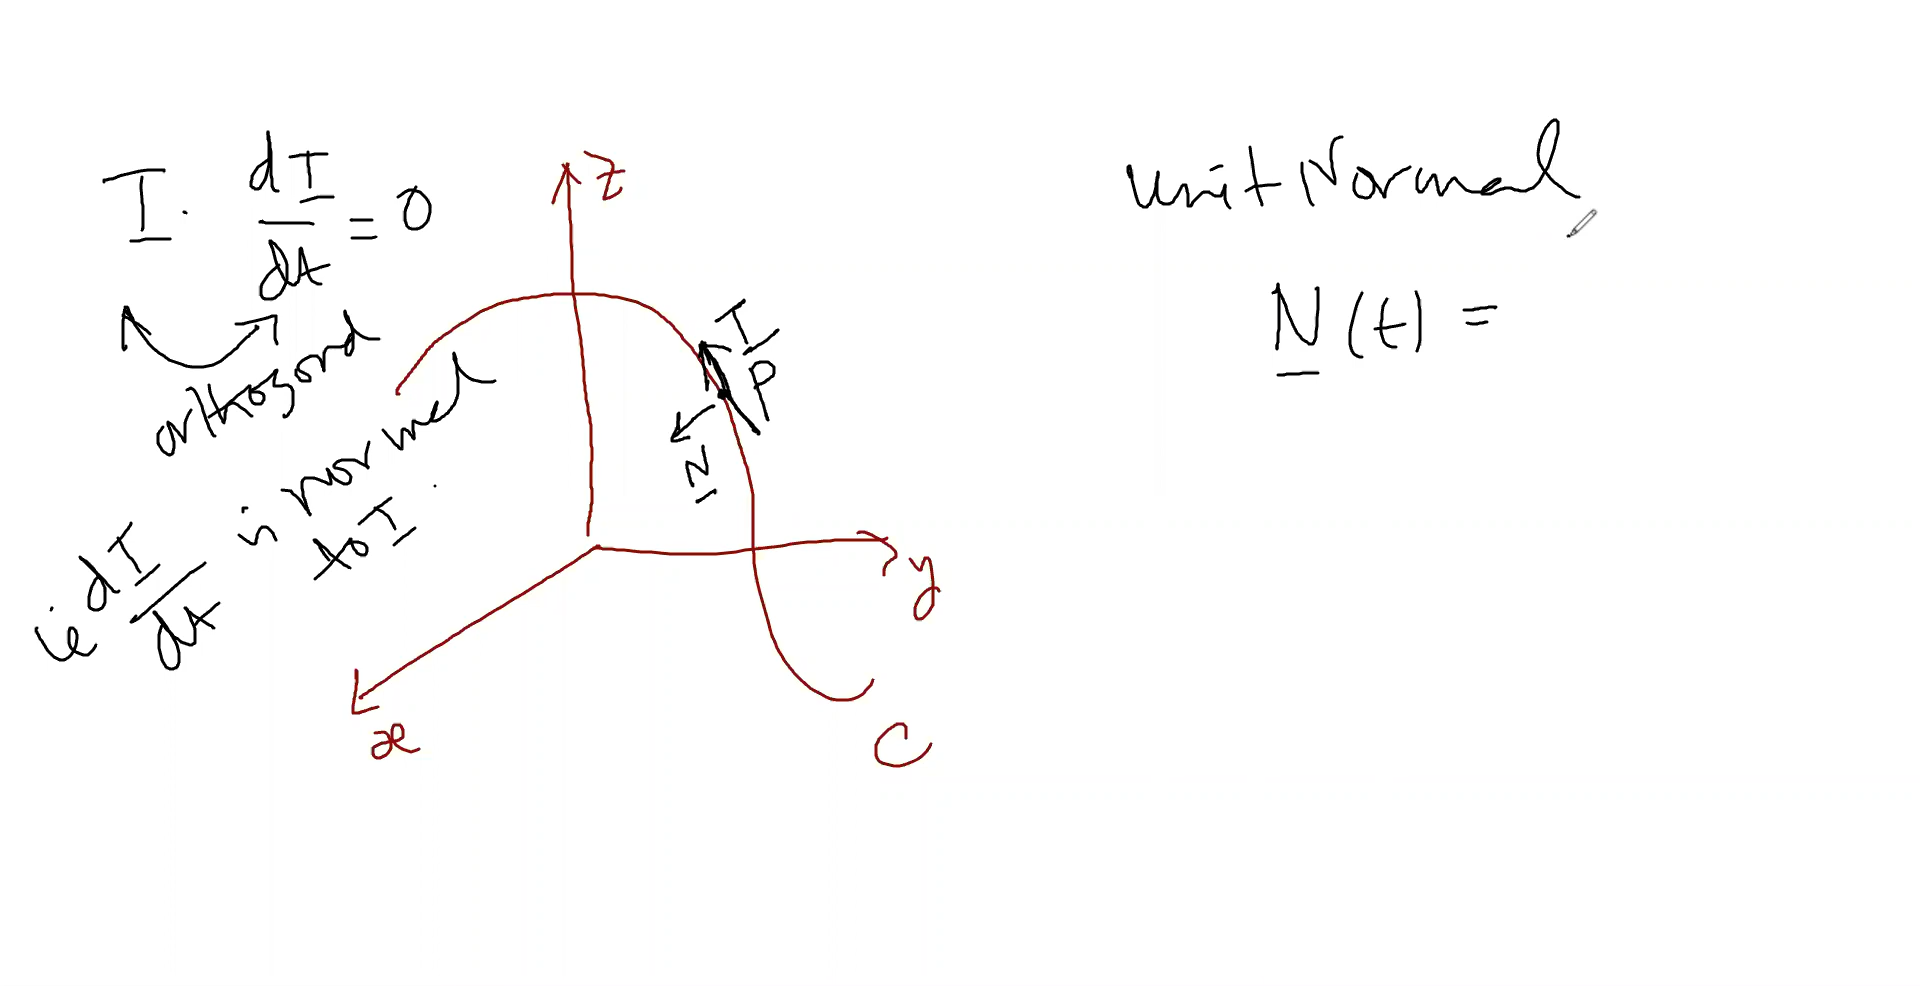 T . dT/dt = 0
orthogonal
ie dT/dt is normal
to T.
z
T
P
N
y
x
C
Unit Normal
N(t) =